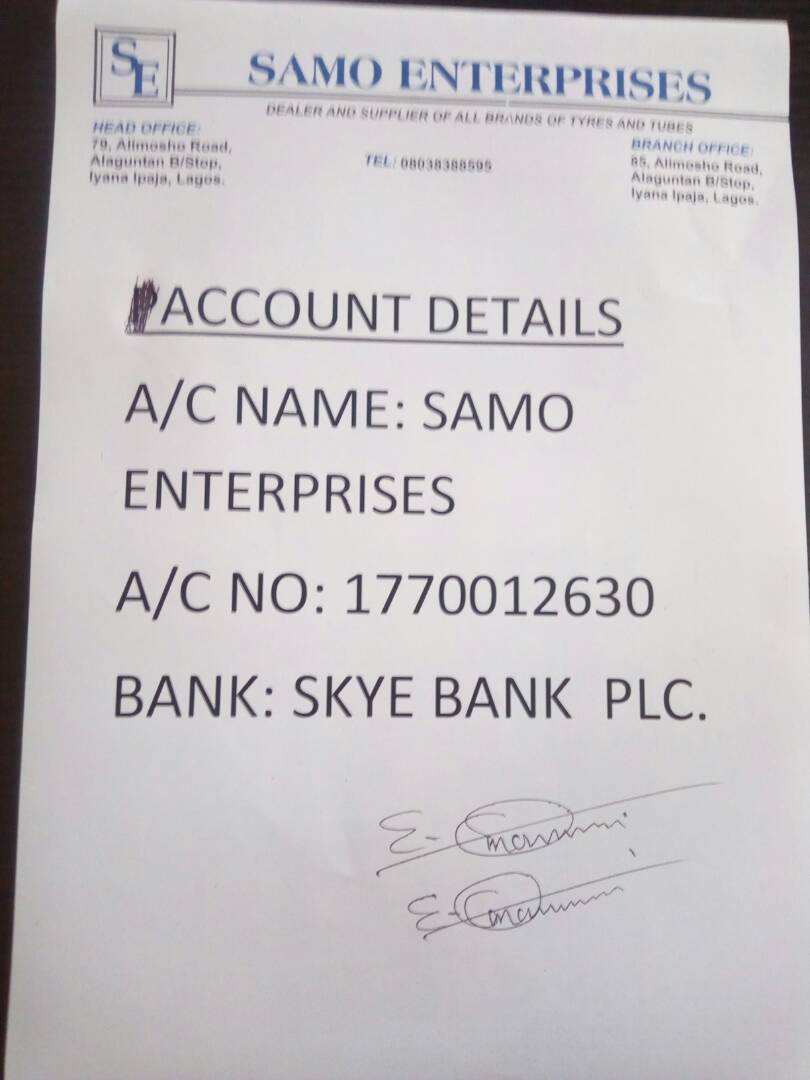 SE
SAMO ENTERPRISES
DEALER AND SUPPLIER OF ALL BRANDS OF TYRES AND TUBES
HEAD OFFICE:
79, Alimosho Road,
Alaguntan B/Stop,
Iyana Ipaja, Lagos.
TEL: 08038388595
BRANCH OFFICE:
85, Alimosho Road,
Alaguntan B/Stop,
Iyana Ipaja, Lagos.
ACCOUNT DETAILS
A/C NAME: SAMO
ENTERPRISES
A/C NO: 1770012630
BANK: SKYE BANK PLC.